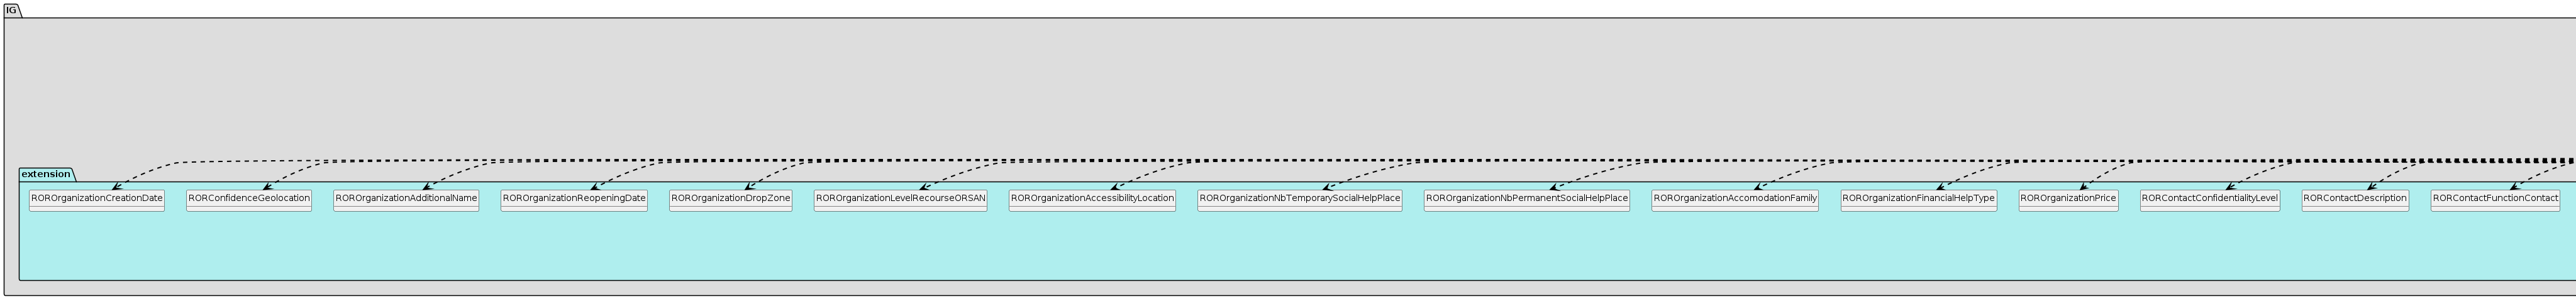 IG
extension
ROROrganizationCreationDate
RORConfidenceGeolocation
ROROrganizationAdditionalName
ROROrganizationReopeningDate
ROROrganizationDropZone
ROROrganizationLevelRecourseORSAN
ROROrganizationAccessibilityLocation
ROROrganizationNbTemporarySocialHelpPlace
ROROrganizationNbPermanentSocialHelpPlace
ROROrganizationAccomodationFamily
ROROrganizationFinancialHelpType
ROROrganizationPrice
RORContactConfidentialityLevel
RORContactDescription
RORContactFunctionContact